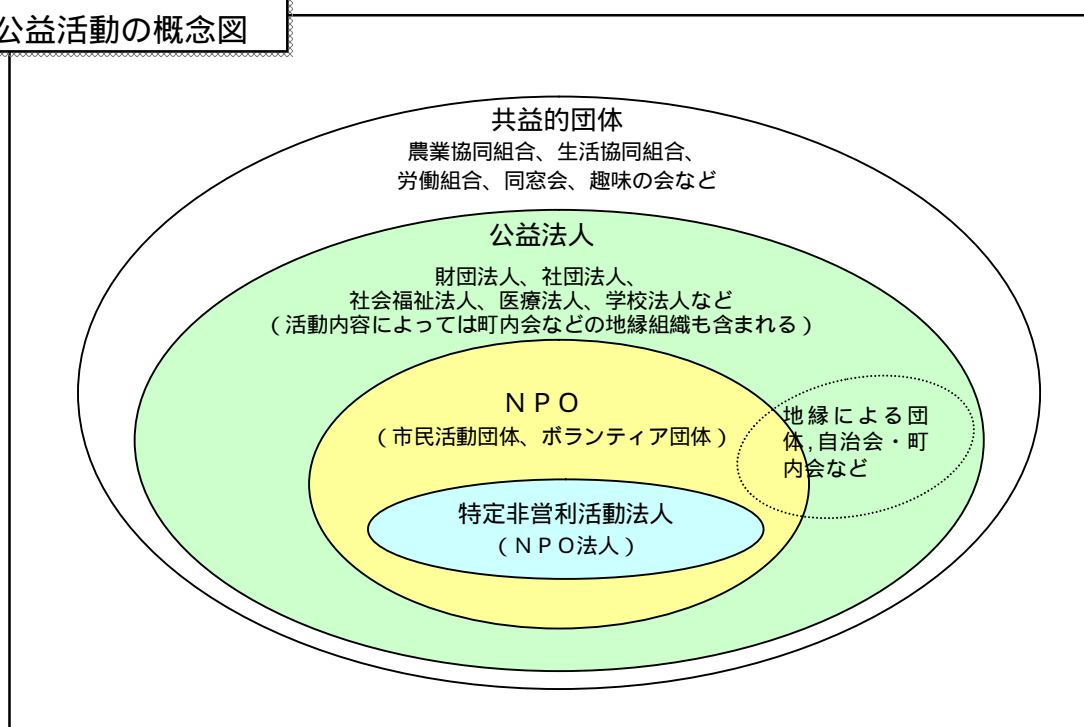 公益活動の概念図
共益的団体
農業協同組合、生活協同組合、
労働組合、同窓会、趣味の会など
公益法人
財団法人、社団法人、
社会福祉法人、医療法人、学校法人など
（活動内容によっては町内会などの地縁組織も含まれる）
ＮＰＯ
（市民活動団体、ボランティア団体）
地縁による団
体,自治会・町
内会など
特定非営利活動法人
（ＮＰＯ法人）